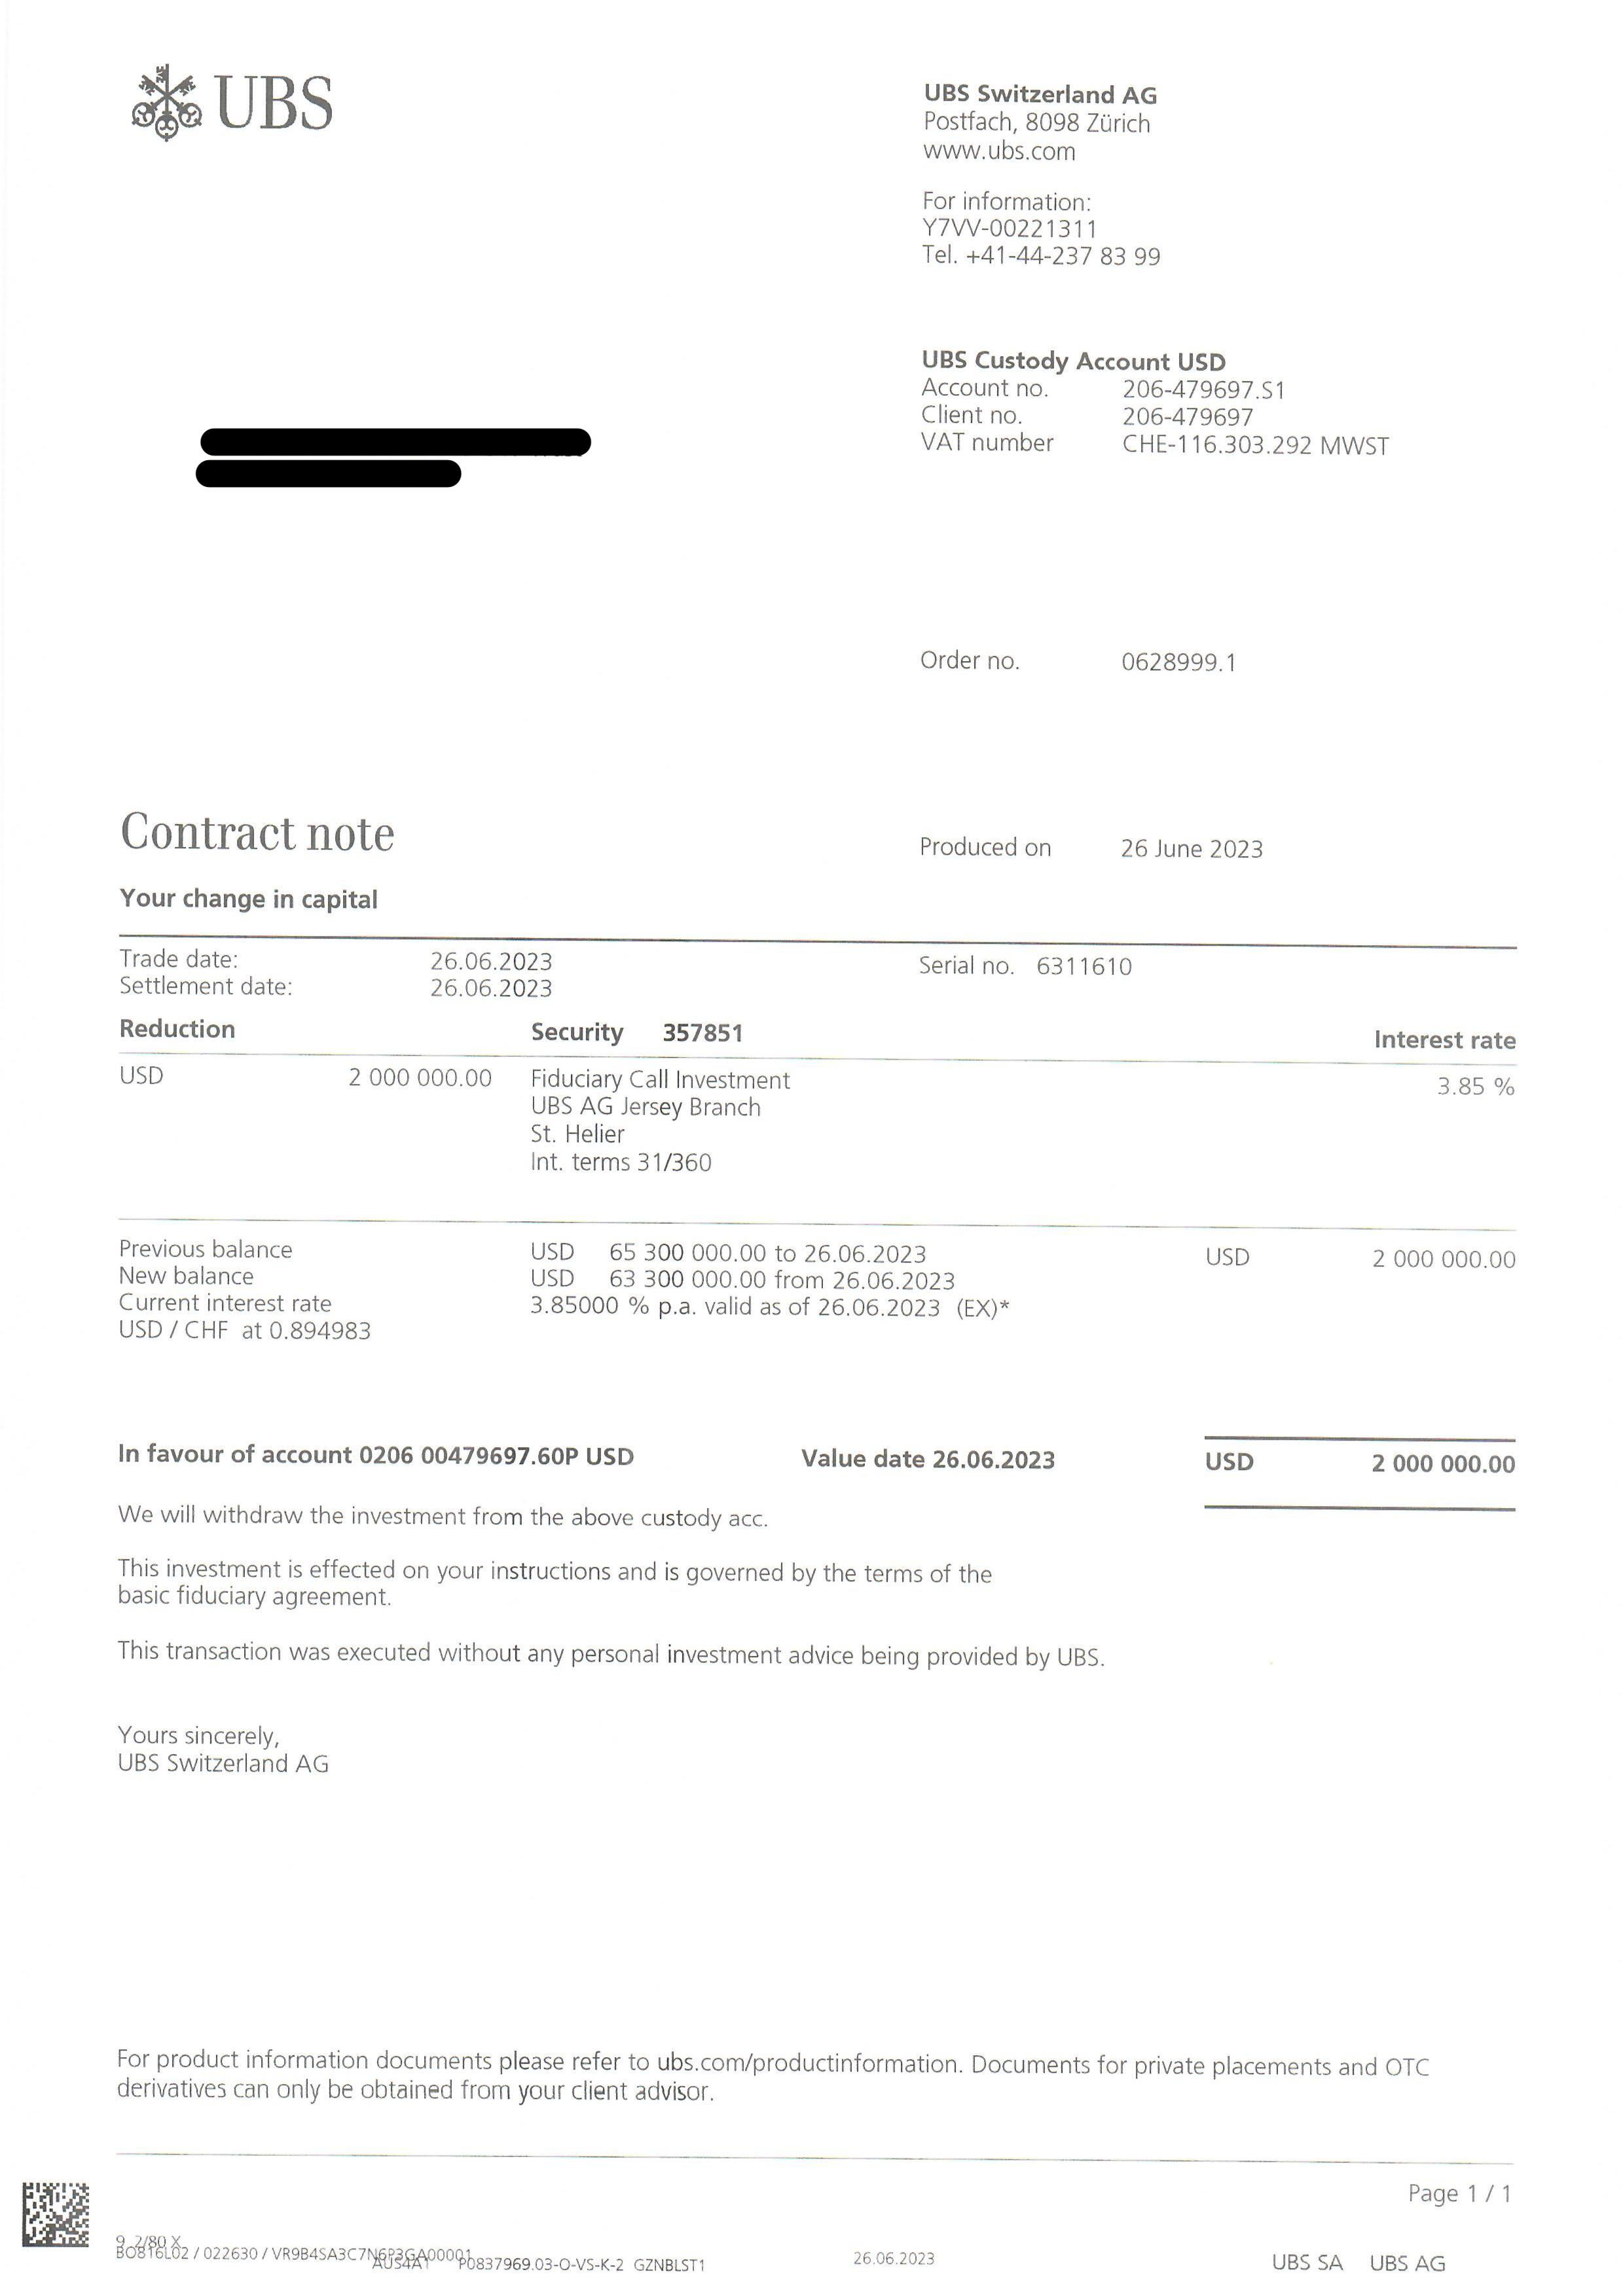 UBS
UBS Switzerland AG
Postfach, 8098 Zürich
www.ubs.com
For information:
Y7VV-00221311
Tel. +41-44-237 83 99
UBS Custody Account USD
Account no. 206-479697.S1
Client no. 206-479697
VAT number CHE-116.303.292 MWST
Order no. 0628999.1
Contract note
Produced on 26 June 2023
Your change in capital
Trade date: 26.06.2023 Serial no. 6311610
Settlement date: 26.06.2023
Reduction Security 357851 Interest rate
USD 2 000 000.00 Fiduciary Call Investment 3.85 %
UBS AG Jersey Branch
St. Helier
Int. terms 31/360
Previous balance USD 65 300 000.00 to 26.06.2023 USD 2 000 000.00
New balance USD 63 300 000.00 from 26.06.2023
Current interest rate 3.85000 % p.a. valid as of 26.06.2023 (EX)*
USD / CHF at 0.894983
In favour of account 0206 00479697.60P USD Value date 26.06.2023 USD 2 000 000.00
We will withdraw the investment from the above custody acc.
This investment is effected on your instructions and is governed by the terms of the
basic fiduciary agreement.
This transaction was executed without any personal investment advice being provided by UBS.
Yours sincerely,
UBS Switzerland AG
For product information documents please refer to ubs.com/productinformation. Documents for private placements and OTC
derivatives can only be obtained from your client advisor.
Page 1 / 1
9 2/80 X
BO816L02 / 022630 / VR9B4SA3C7N6P3GA00001
AUS4A1 P0837969.03-O-VS-K-2 GZNBLST1 26.06.2023 UBS SA UBS AG